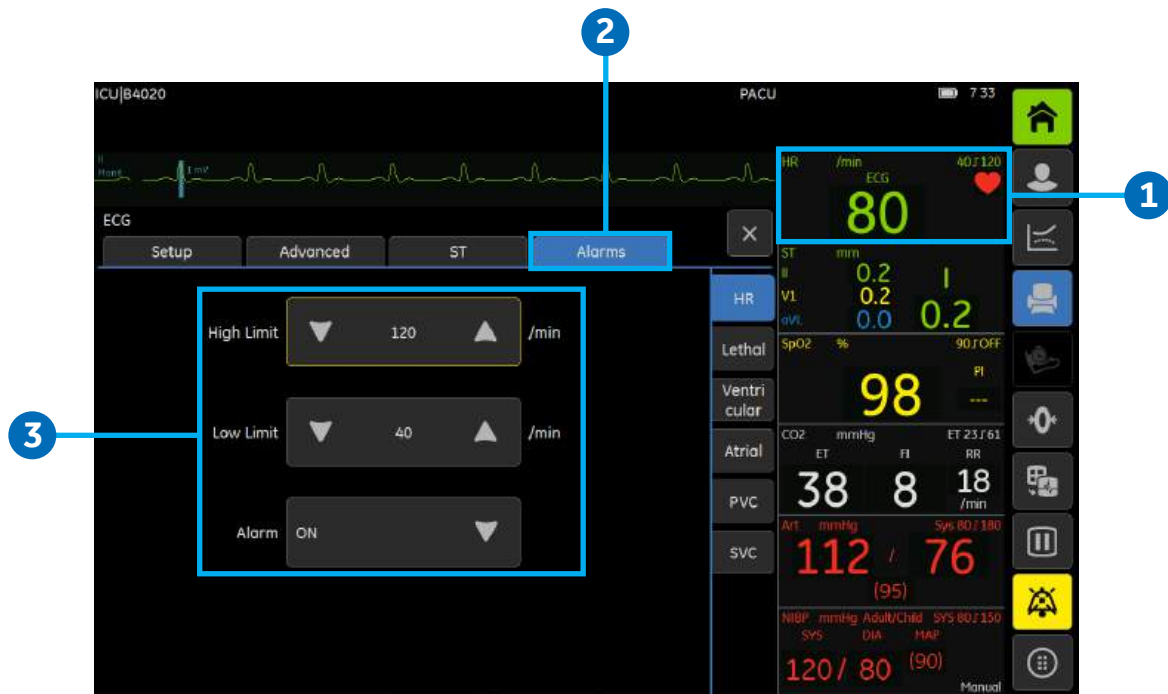 2
ICU|B4020
PACU
7 33
II
Mont
1 mV
HR /min 40 120
ECG
80
1
ECG
Setup Advanced ST Alarms
ST mm
II 0.2 I
V1 0.2
aVL 0.0 0.2
High Limit 120 /min
HR
Lethal
SpO2 % 90 OFF
PI
98 ---
Ventri
cular
3
Low Limit 40 /min
Atrial
CO2 mmHg ET 23 61
ET FI RR
38 8 18
/min
PVC
Alarm ON
SVC
Art mmHg Sys 80 180
112 / 76
(95)
NIBP mmHg Adult/Child SYS 80 150
SYS DIA MAP
120 / 80 (90)
Manual